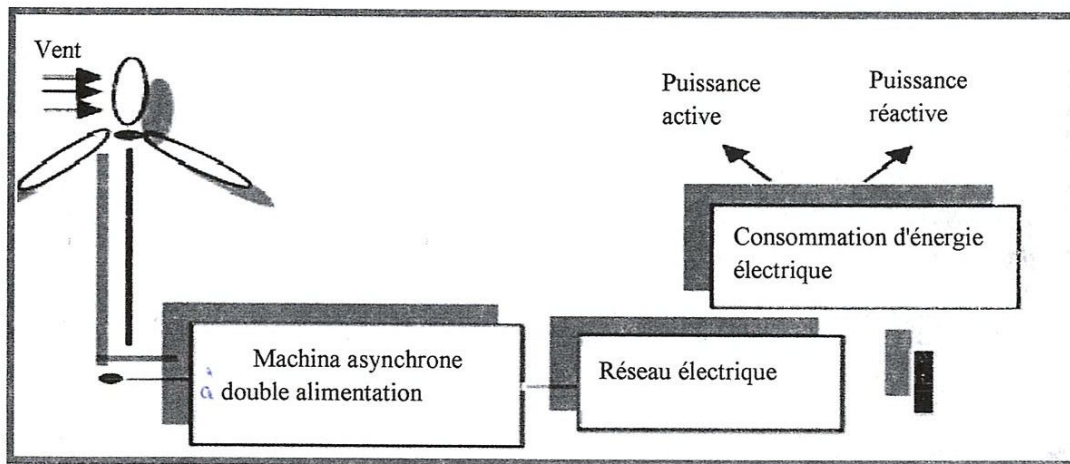 Vent
Puissance
active
Puissance
réactive
Consommation d'énergie
électrique
Machina asynchrone
à double alimentation
Réseau électrique